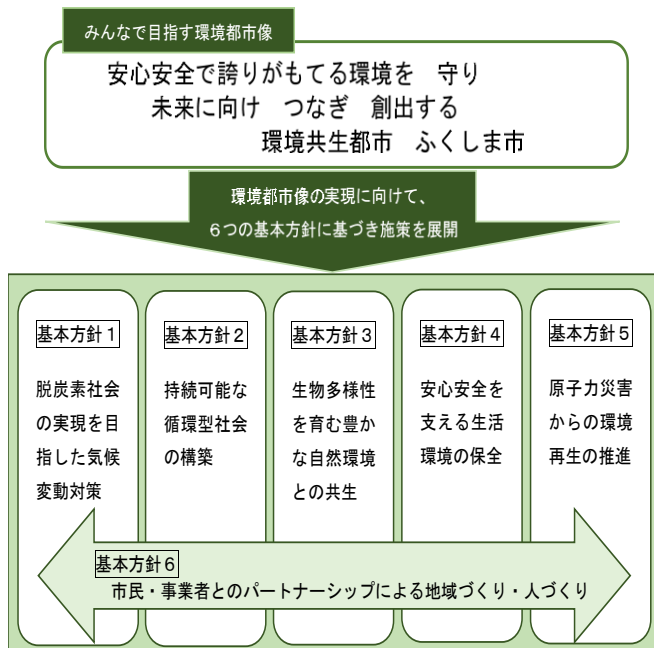 みんなで目指す環境都市像
安心安全で誇りがもてる環境を　守り
未来に向け　つなぎ　創出する
環境共生都市　ふくしま市
環境都市像の実現に向けて、
６つの基本方針に基づき施策を展開
基本方針１
脱炭素社会
の実現を目
指した気候
変動対策
基本方針２
持続可能な
循環型社会
の構築
基本方針３
生物多様性
を育む豊か
な自然環境
との共生
基本方針４
安心安全を
支える生活
環境の保全
基本方針５
原子力災害
からの環境
再生の推進
基本方針６
市民・事業者とのパートナーシップによる地域づくり・人づくり